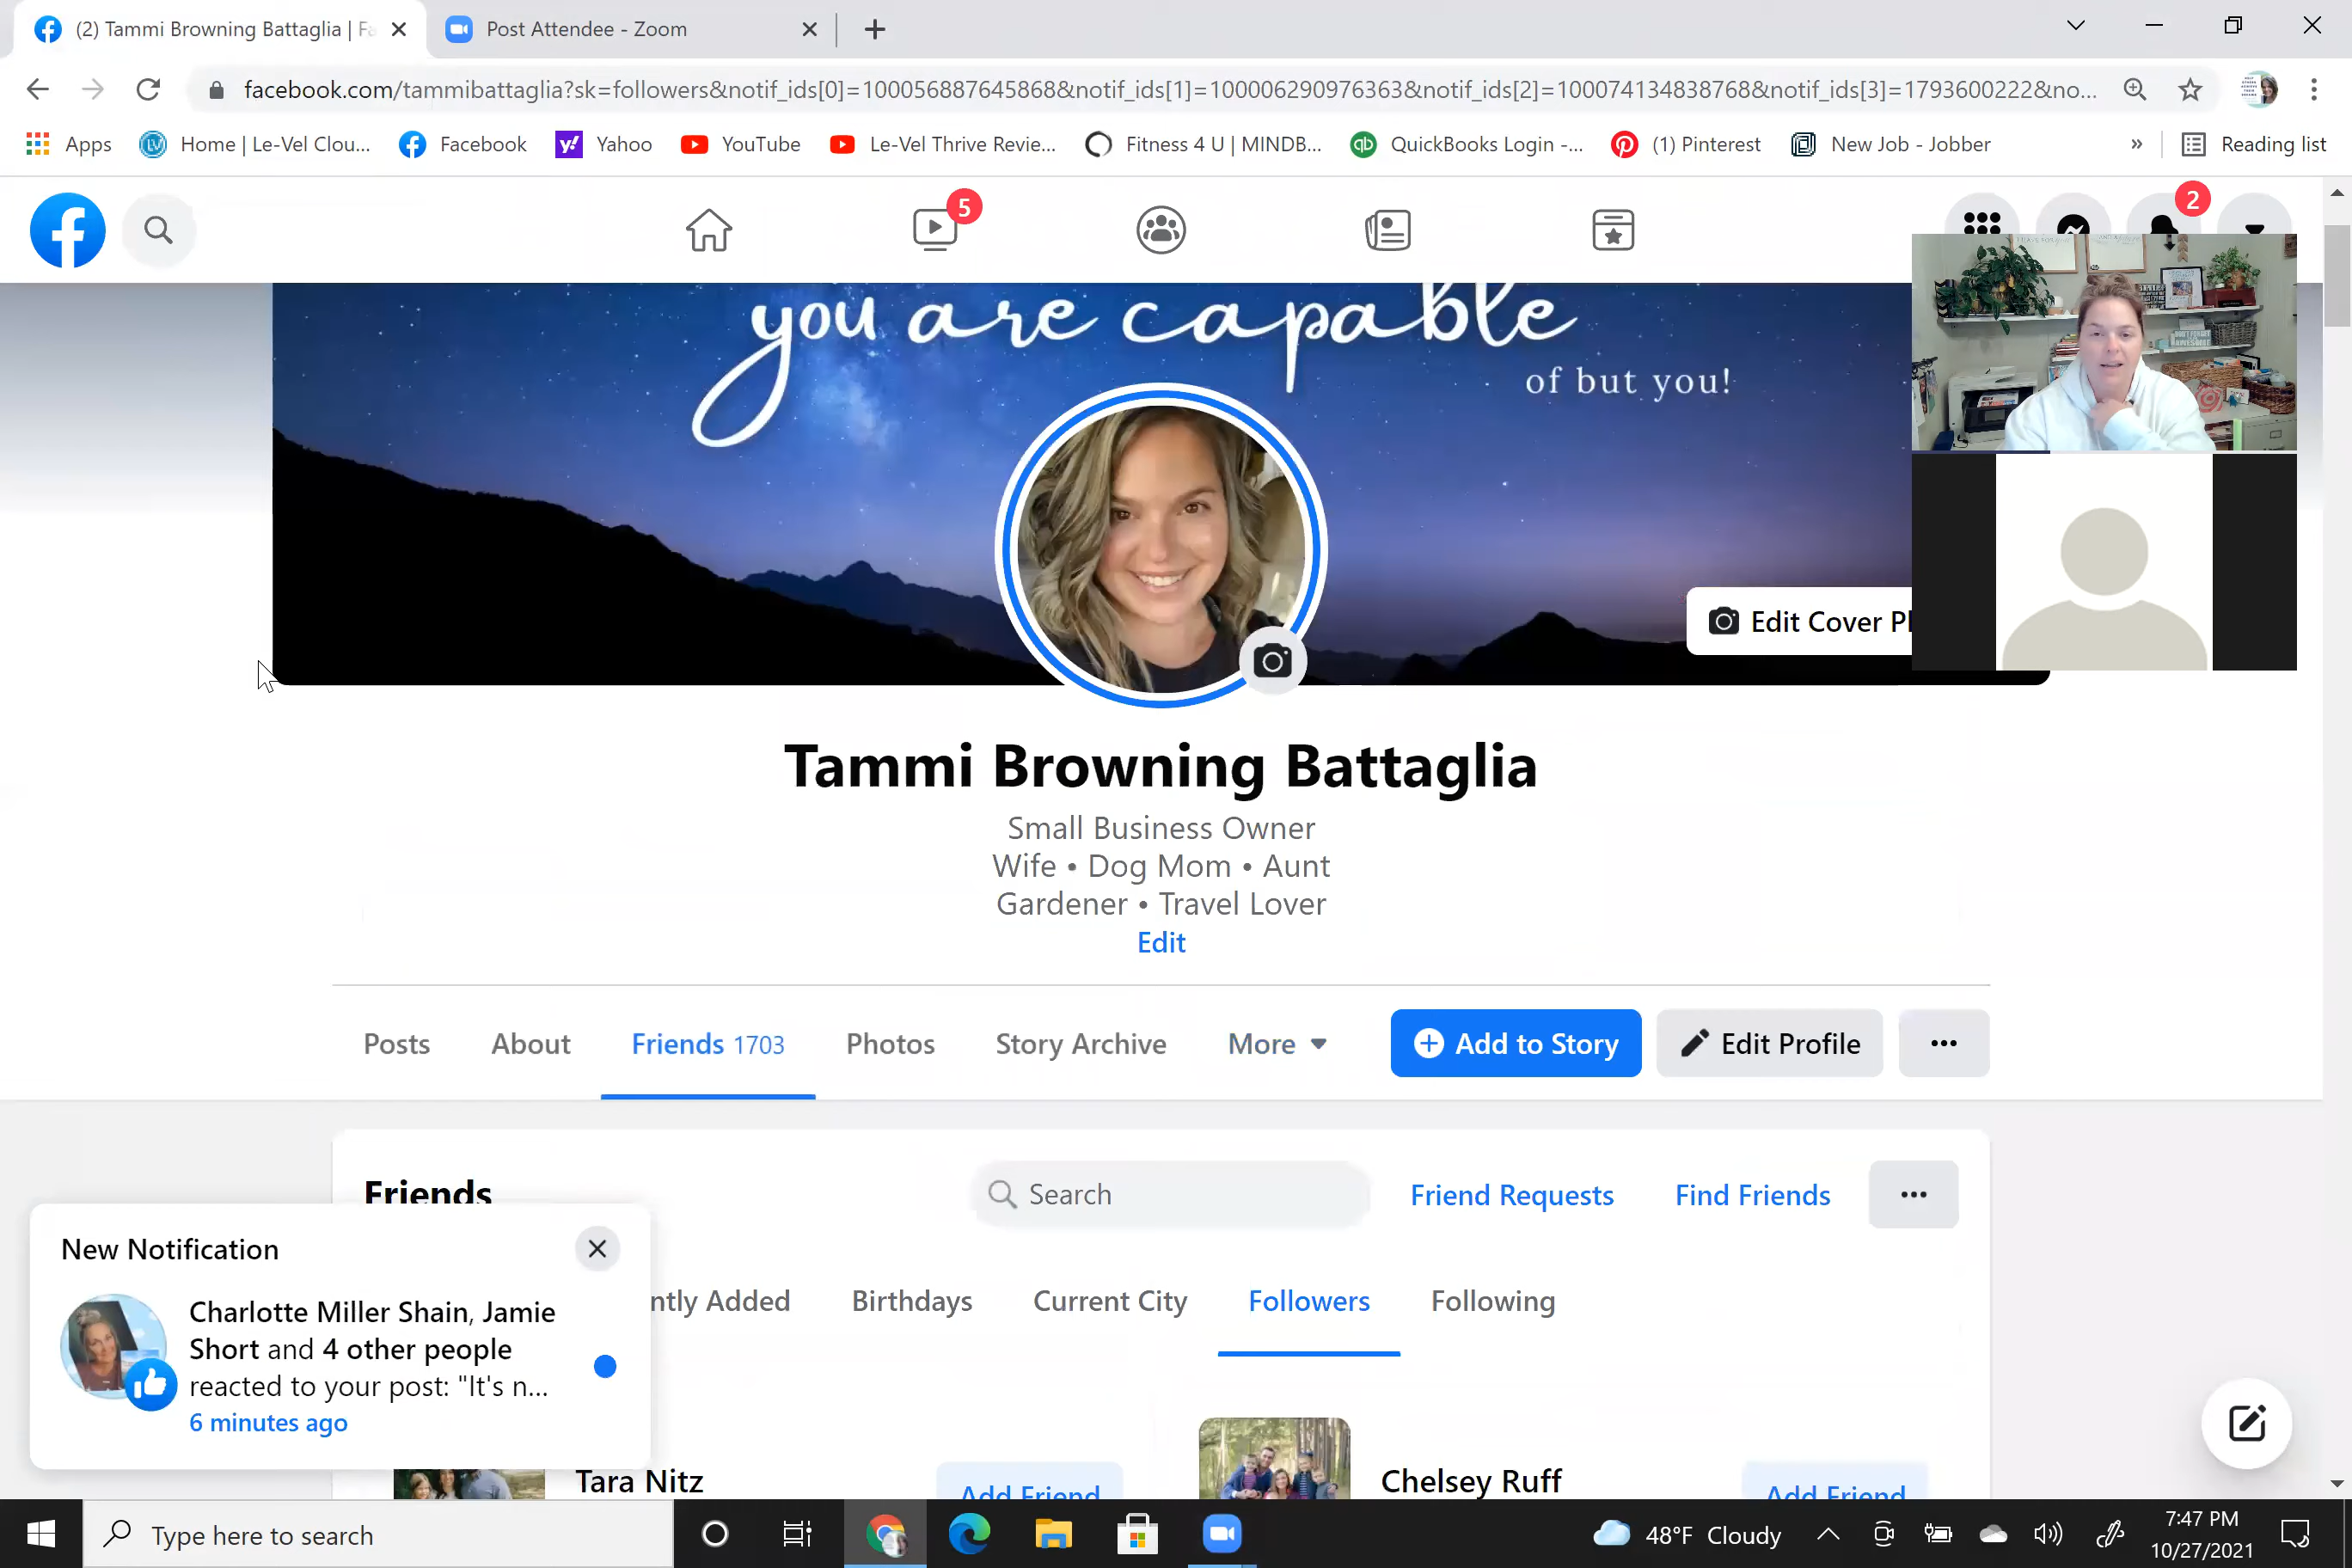 (2) Tammi Browning Battaglia | Fa
Post Attendee - Zoom
facebook.com/tammibattaglia?sk=followers&notif_ids[0]=100056887645868&notif_ids[1]=100006290976363&notif_ids[2]=100074134838768&notif_ids[3]=1793600222&no...
Apps
Home | Le-Vel Clou...
Facebook
Yahoo
YouTube
Le-Vel Thrive Revie...
Fitness 4 U | MINDB...
QuickBooks Login -...
(1) Pinterest
New Job - Jobber
»
Reading list
5
2
you are capable
of but you!
Edit Cover Pl
Tammi Browning Battaglia
Small Business Owner
Wife • Dog Mom • Aunt
Gardener • Travel Lover
Edit
Posts
About
Friends 1703
Photos
Story Archive
More
Add to Story
Edit Profile
Friends
Search
Friend Requests
Find Friends
ntly Added
Birthdays
Current City
Followers
Following
New Notification
Charlotte Miller Shain, Jamie
Short and 4 other people
reacted to your post: "It's n...
6 minutes ago
Tara Nitz
Add Friend
Chelsey Ruff
Add Friend
Type here to search
48°F Cloudy
7:47 PM
10/27/2021